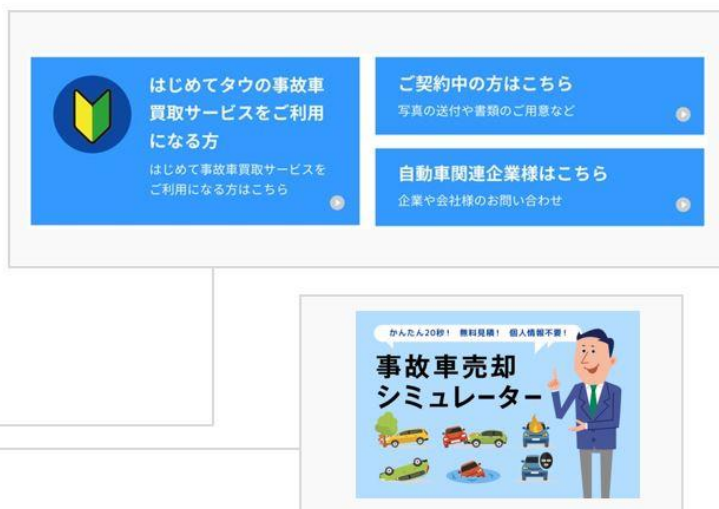 はじめてタウの事故車
買取サービスをご利用
になる方
はじめて事故車買取サービスを
ご利用になる方はこちら
ご契約中の方はこちら
写真の送付や書類のご用意など
自動車関連企業様はこちら
企業や会社様のお問い合わせ
かんたん20秒! 無料見積! 個人情報不要!
事故車売却
シミュレーター